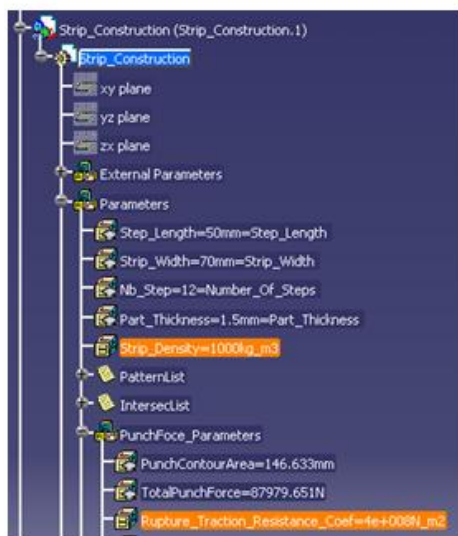 Strip_Construction (Strip_Construction.1)
Strip_Construction
xy plane
yz plane
zx plane
External Parameters
Parameters
Step_Length=50mm=Step_Length
Strip_Width=70mm=Strip_Width
Nb_Step=12=Number_Of_Steps
Part_Thickness=1.5mm=Part_Thickness
Strip_Density=1000kg_m3
PatternList
IntersecList
PunchFoce_Parameters
PunchContourArea=146.633mm
TotalPunchForce=87979.651N
Rupture_Traction_Resistance_Coef=4e+008N_m2